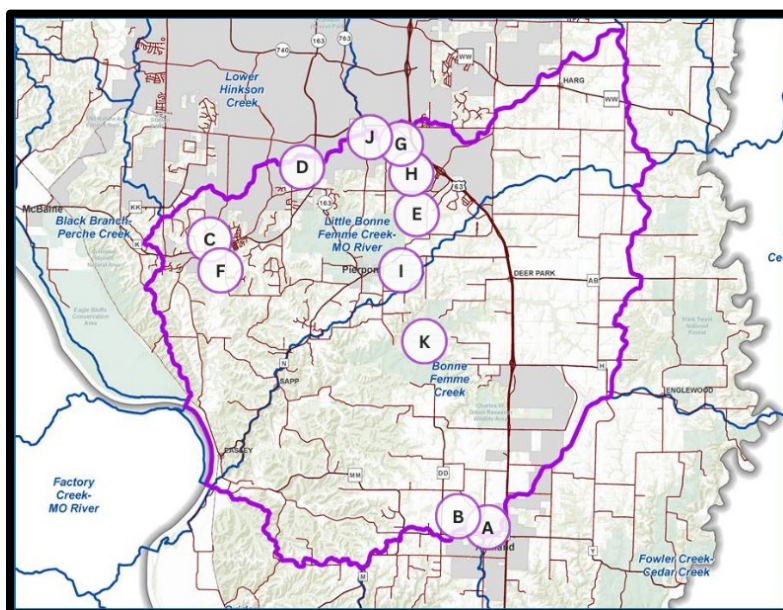 163
763
740
WW
HARG
Lower
Hinkson
Creek
J
G
WW
D
H
63
McBaine
KK
Black Branch-
Perche Creek
K
163
Little Bonne
Femme Creek-
MO River
E
C
F
Pierpont
I
DEER PARK
AB
Eagle Bluffs
Conservation
Area
K
N
SAPP
Bonne
Femme
Creek
H
ENGLEWOOD
EASLEY
Factory
Creek-
MO River
MM
DD
B
A
Y
Fowler Creek-
Cedar Creek
M